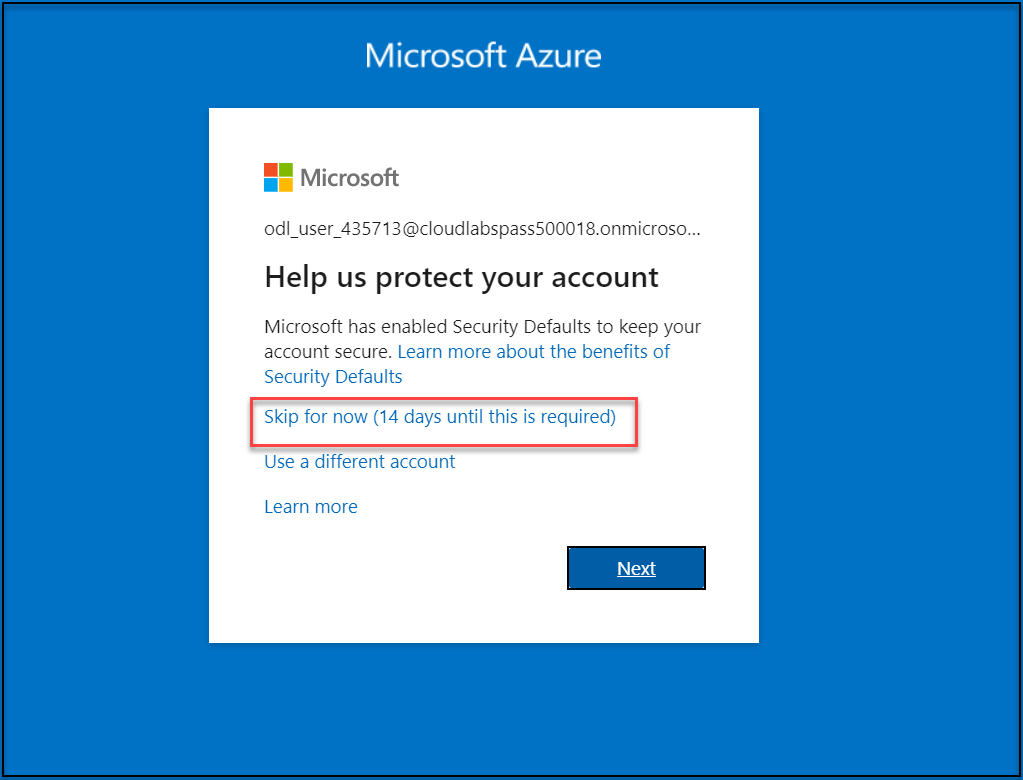 Microsoft Azure
Microsoft
odl_user_435713@cloudlabspass500018.onmicroso...
Help us protect your account
Microsoft has enabled Security Defaults to keep your
account secure. Learn more about the benefits of
Security Defaults
Skip for now (14 days until this is required)
Use a different account
Learn more
Next